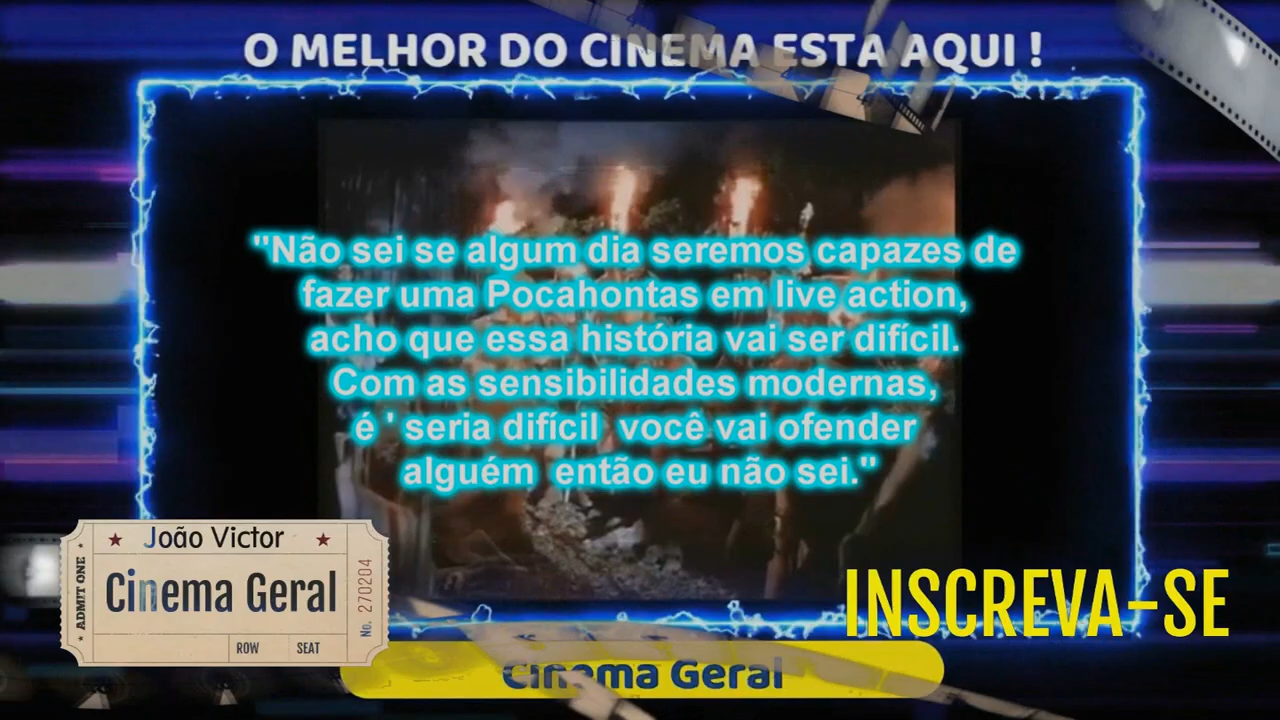 O MELHOR DO CINEMA ESTA AQUI !
"Não sei se algum dia seremos capazes de
fazer uma Pocahontas em live action,
acho que essa história vai ser difícil.
Com as sensibilidades modernas,
é ' seria difícil  você vai ofender
alguém  então eu não sei."
João Victor
ADMIT ONE
Cinema Geral
No. 270204
ROW
SEAT
INSCREVA-SE
Cinema Geral